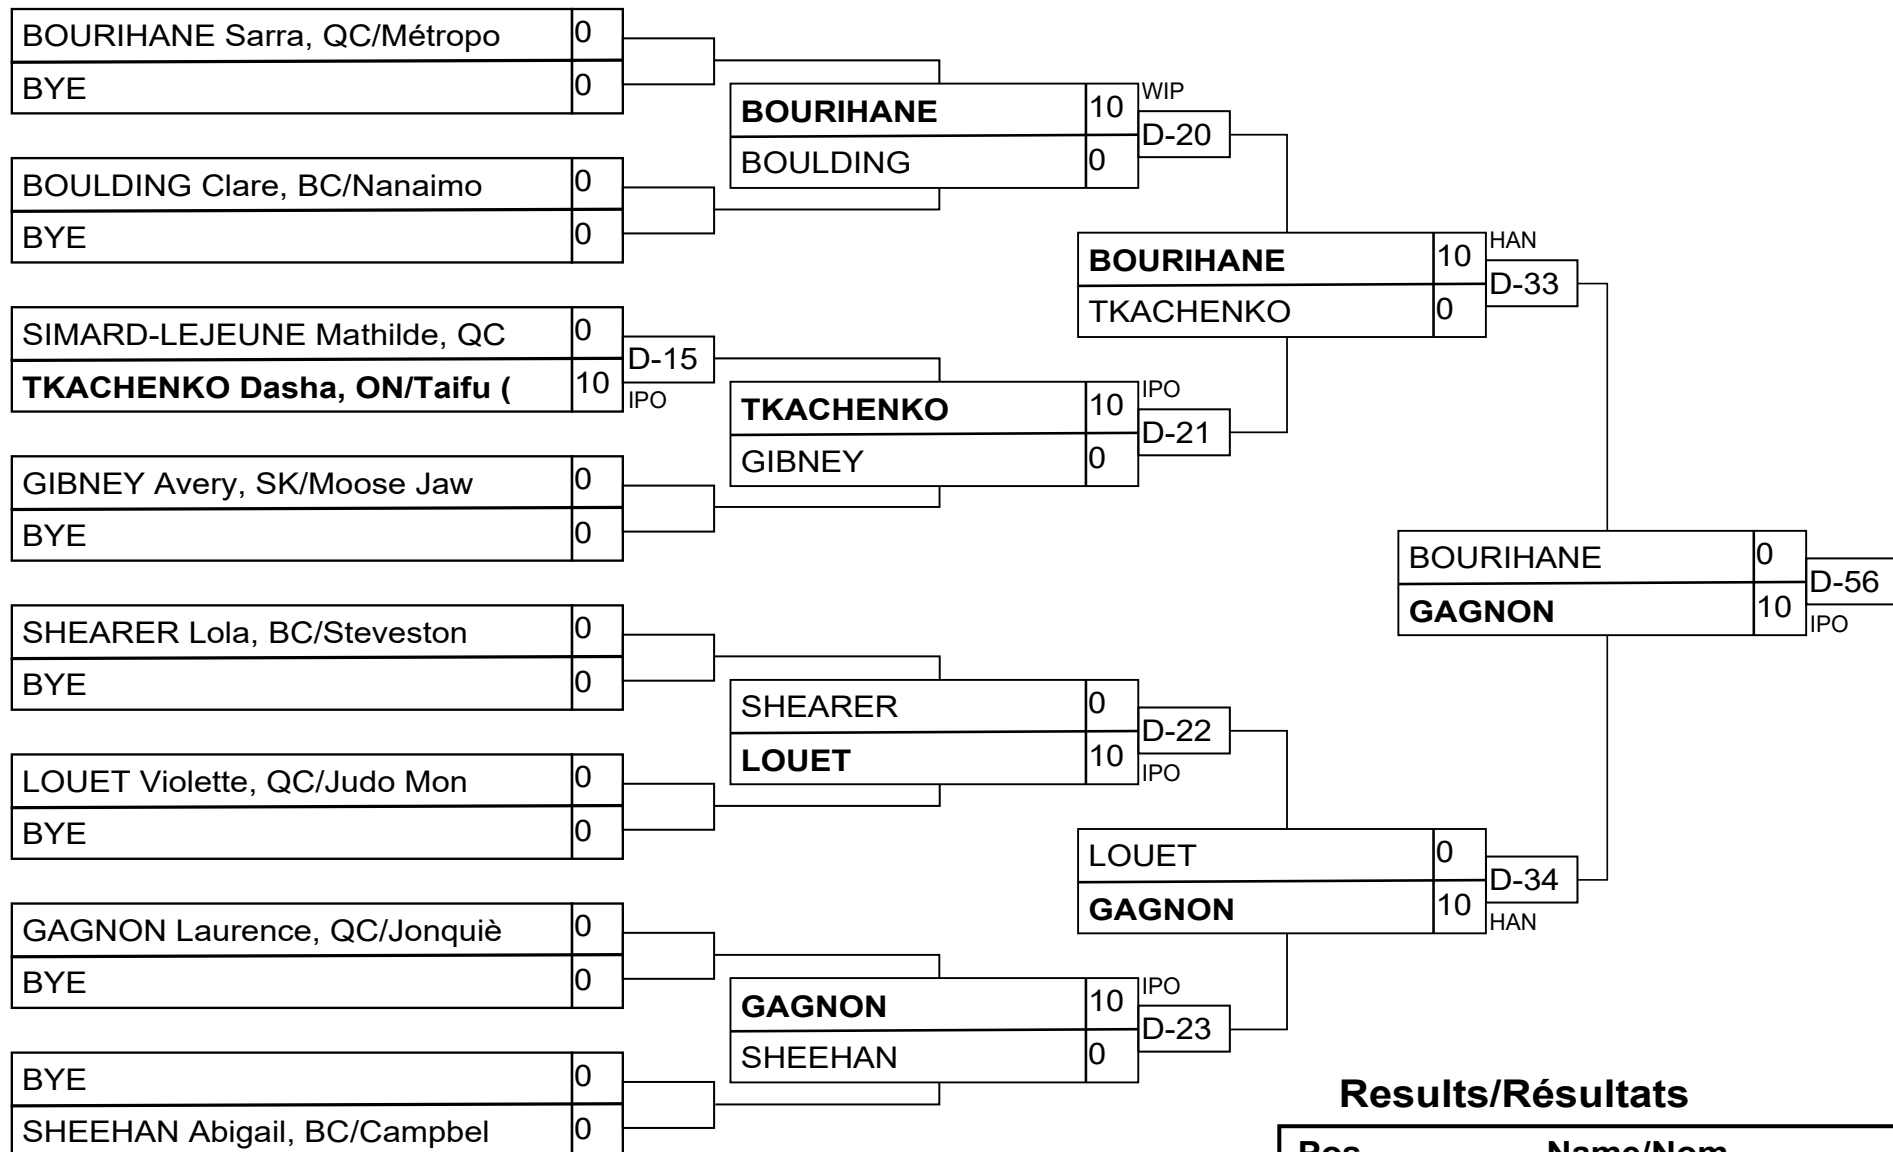 BOURIHANE Sarra, QC/Métropo 0
BYE 0
BOULDING Clare, BC/Nanaimo 0
BYE 0
SIMARD-LEJEUNE Mathilde, QC 0
TKACHENKO Dasha, ON/Taifu ( 10
D-15
IPO
GIBNEY Avery, SK/Moose Jaw 0
BYE 0
SHEARER Lola, BC/Steveston 0
BYE 0
LOUET Violette, QC/Judo Mon 0
BYE 0
GAGNON Laurence, QC/Jonquiè 0
BYE 0
BYE 0
SHEEHAN Abigail, BC/Campbel 0
BOURIHANE 10
BOULDING 0
WIP
D-20
TKACHENKO 10
GIBNEY 0
IPO
D-21
SHEARER 0
LOUET 10
D-22
IPO
GAGNON 10
SHEEHAN 0
IPO
D-23
BOURIHANE 10
TKACHENKO 0
HAN
D-33
LOUET 0
GAGNON 10
D-34
HAN
BOURIHANE 0
GAGNON 10
D-56
IPO
Results/Résultats
Pos Name/Nom